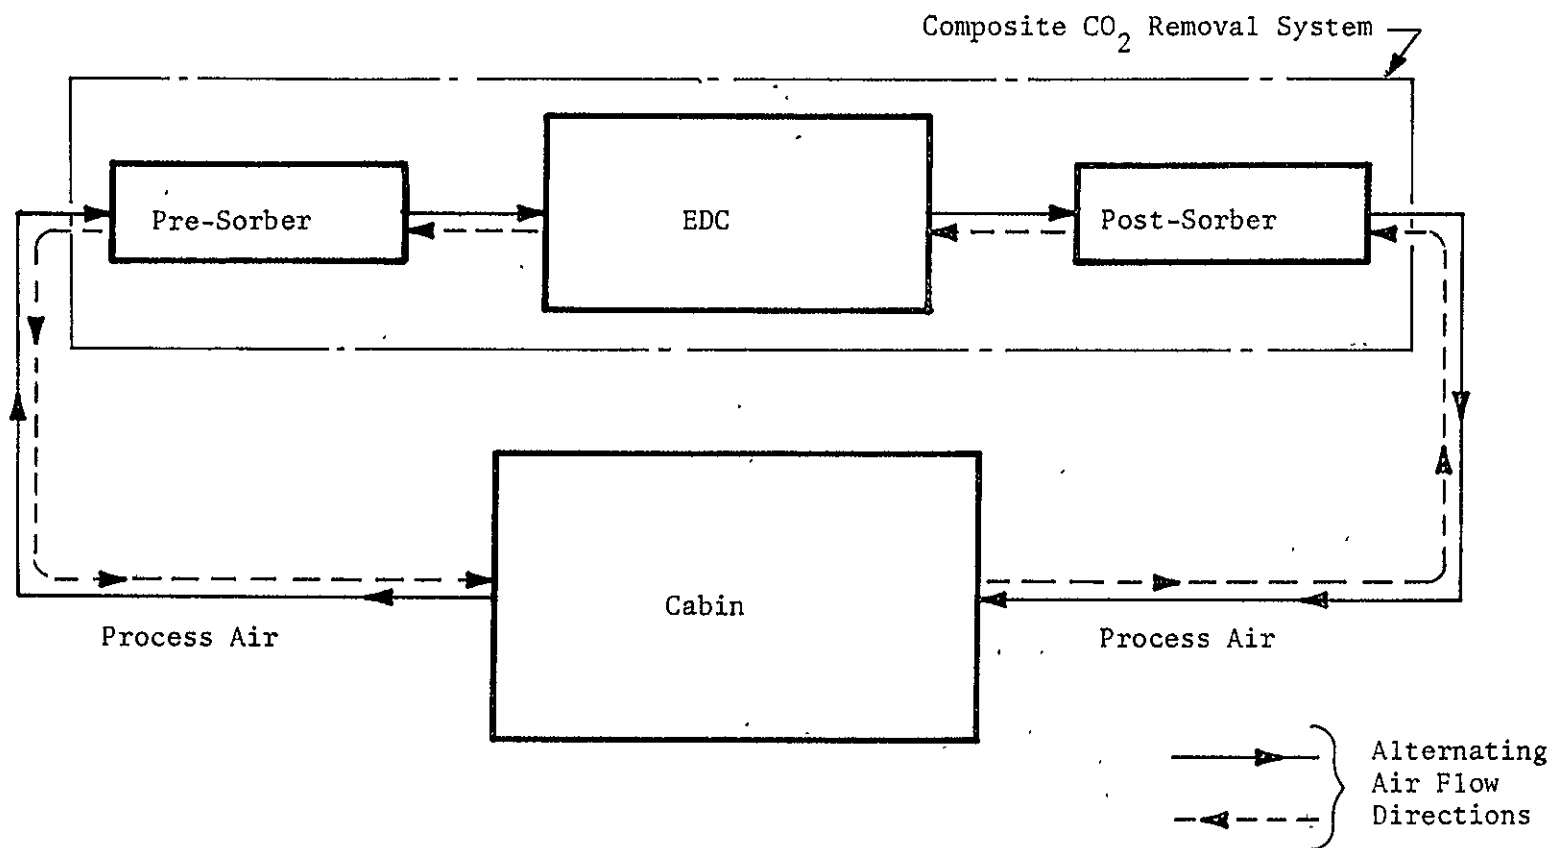 Composite CO₂ Removal System
Pre-Sorber
EDC
Post-Sorber
Cabin
Process Air
Process Air
Alternating
Air Flow
Directions